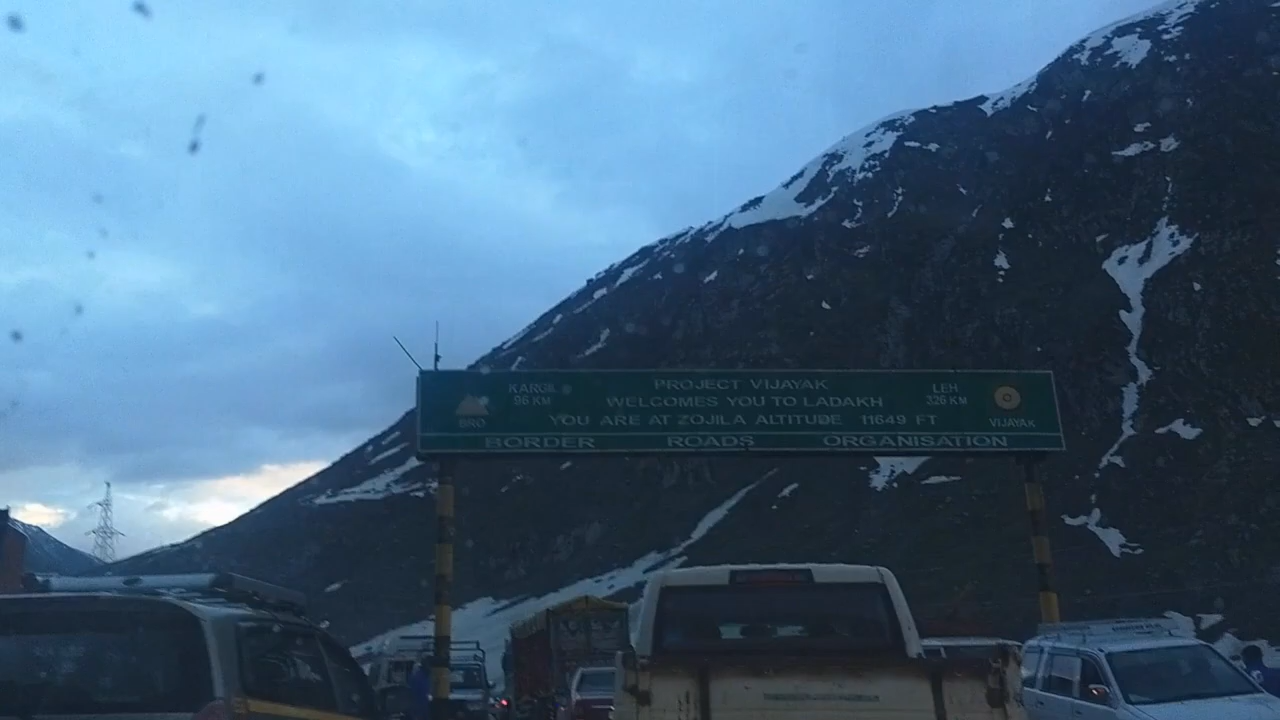 KARGIL
96 KM
BRO
PROJECT VIJAYAK
WELCOMES YOU TO LADAKH
YOU ARE AT ZOJILA ALTITUDE 11649 FT
LEH
326 KM
VIJAYAK
BORDER ROADS ORGANISATION